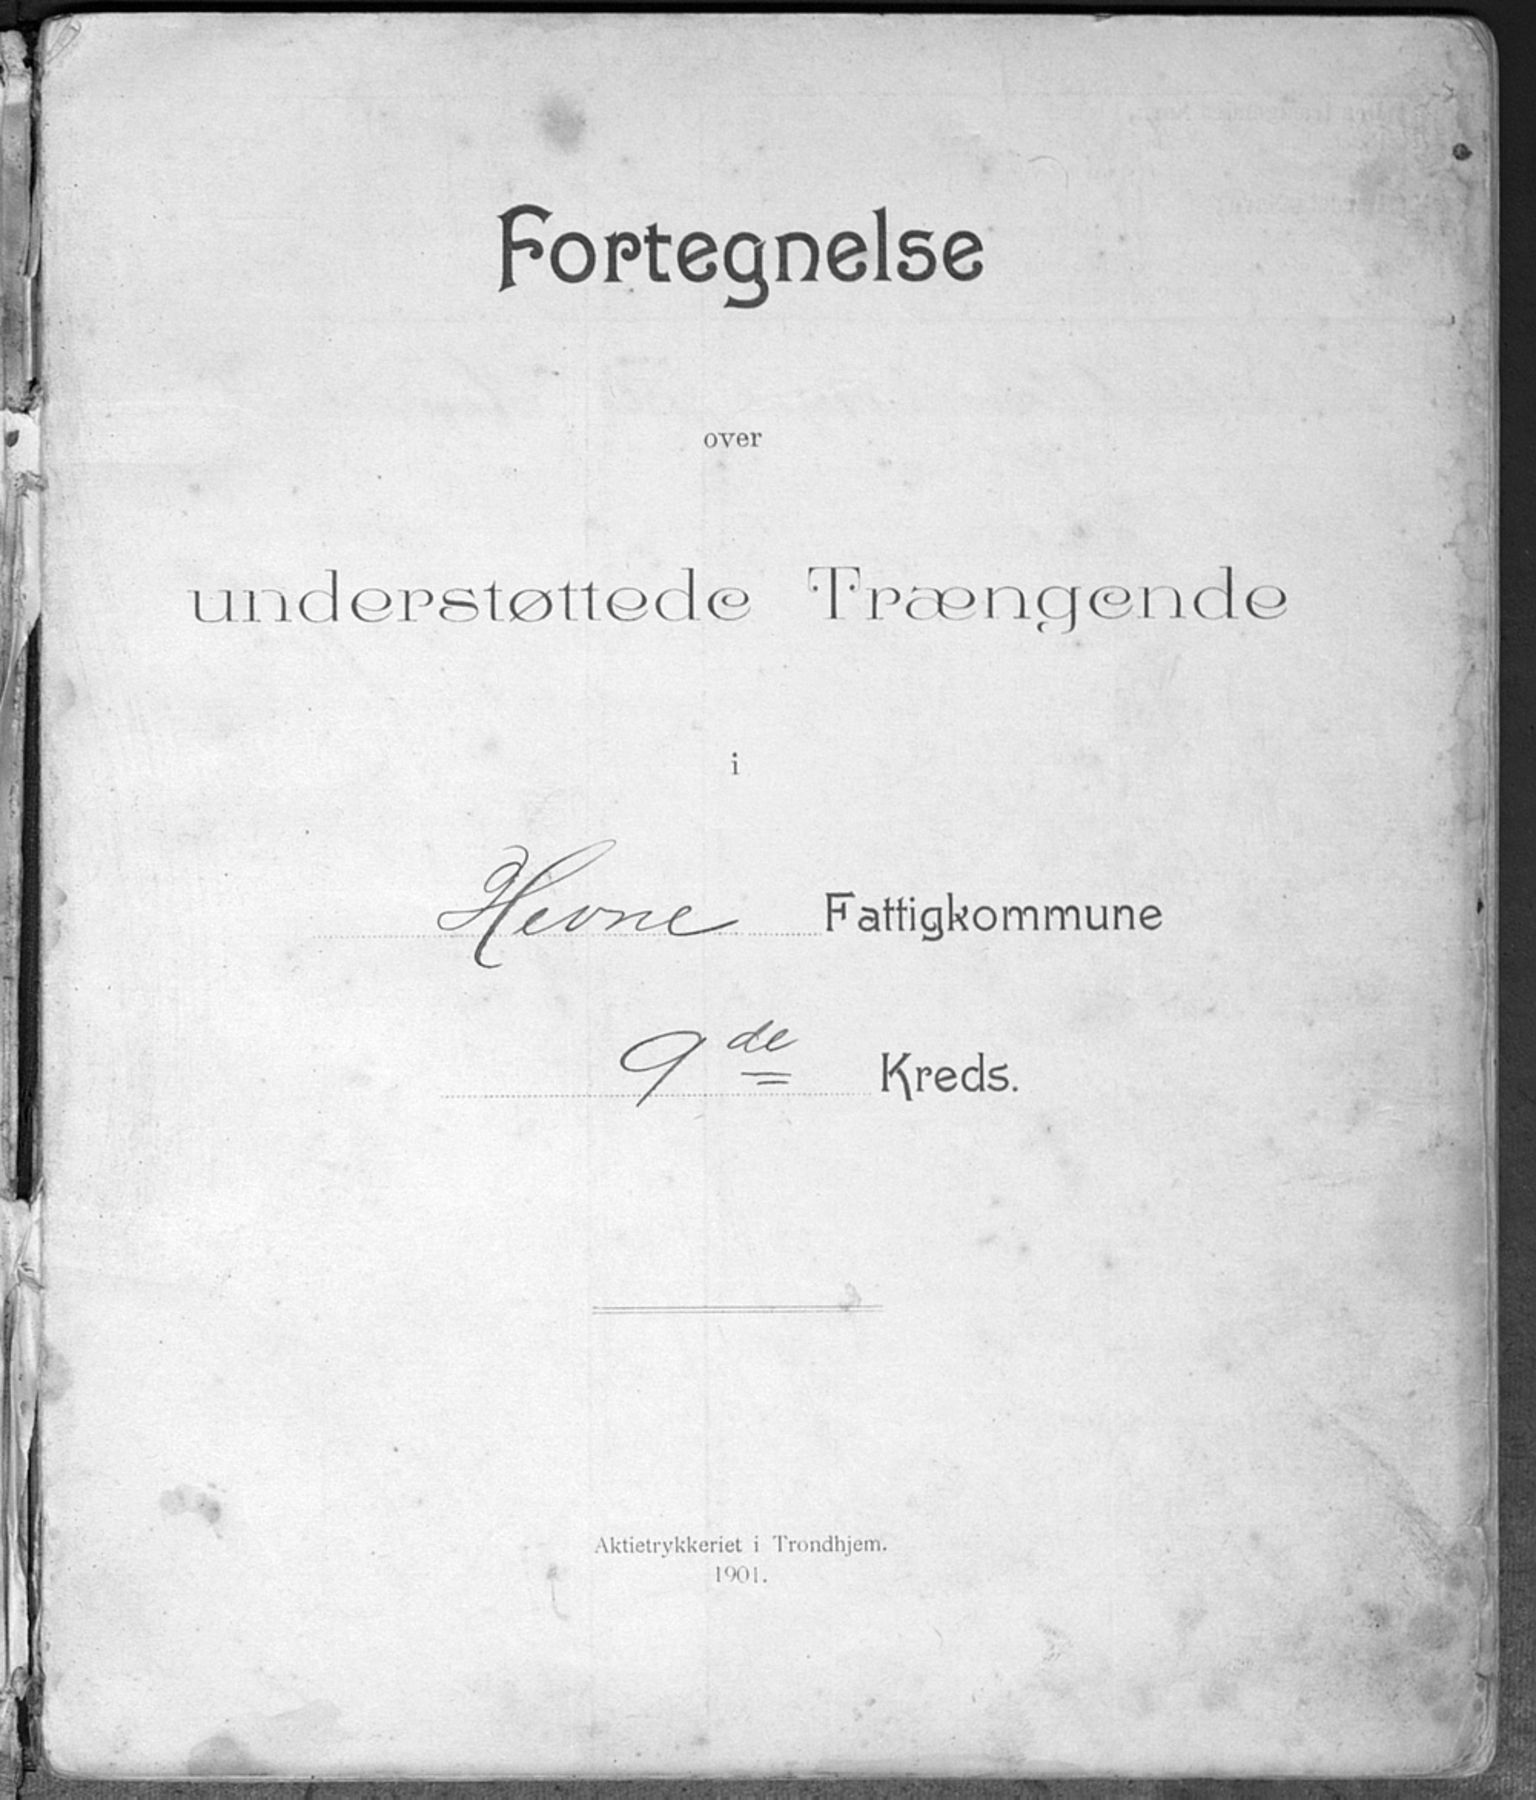 Fortegnelse
over
understøttede Trængende
i
Hevne Fattigkommune
9de Kreds.
Aktietrykkeriet i Trondhjem.
1901.